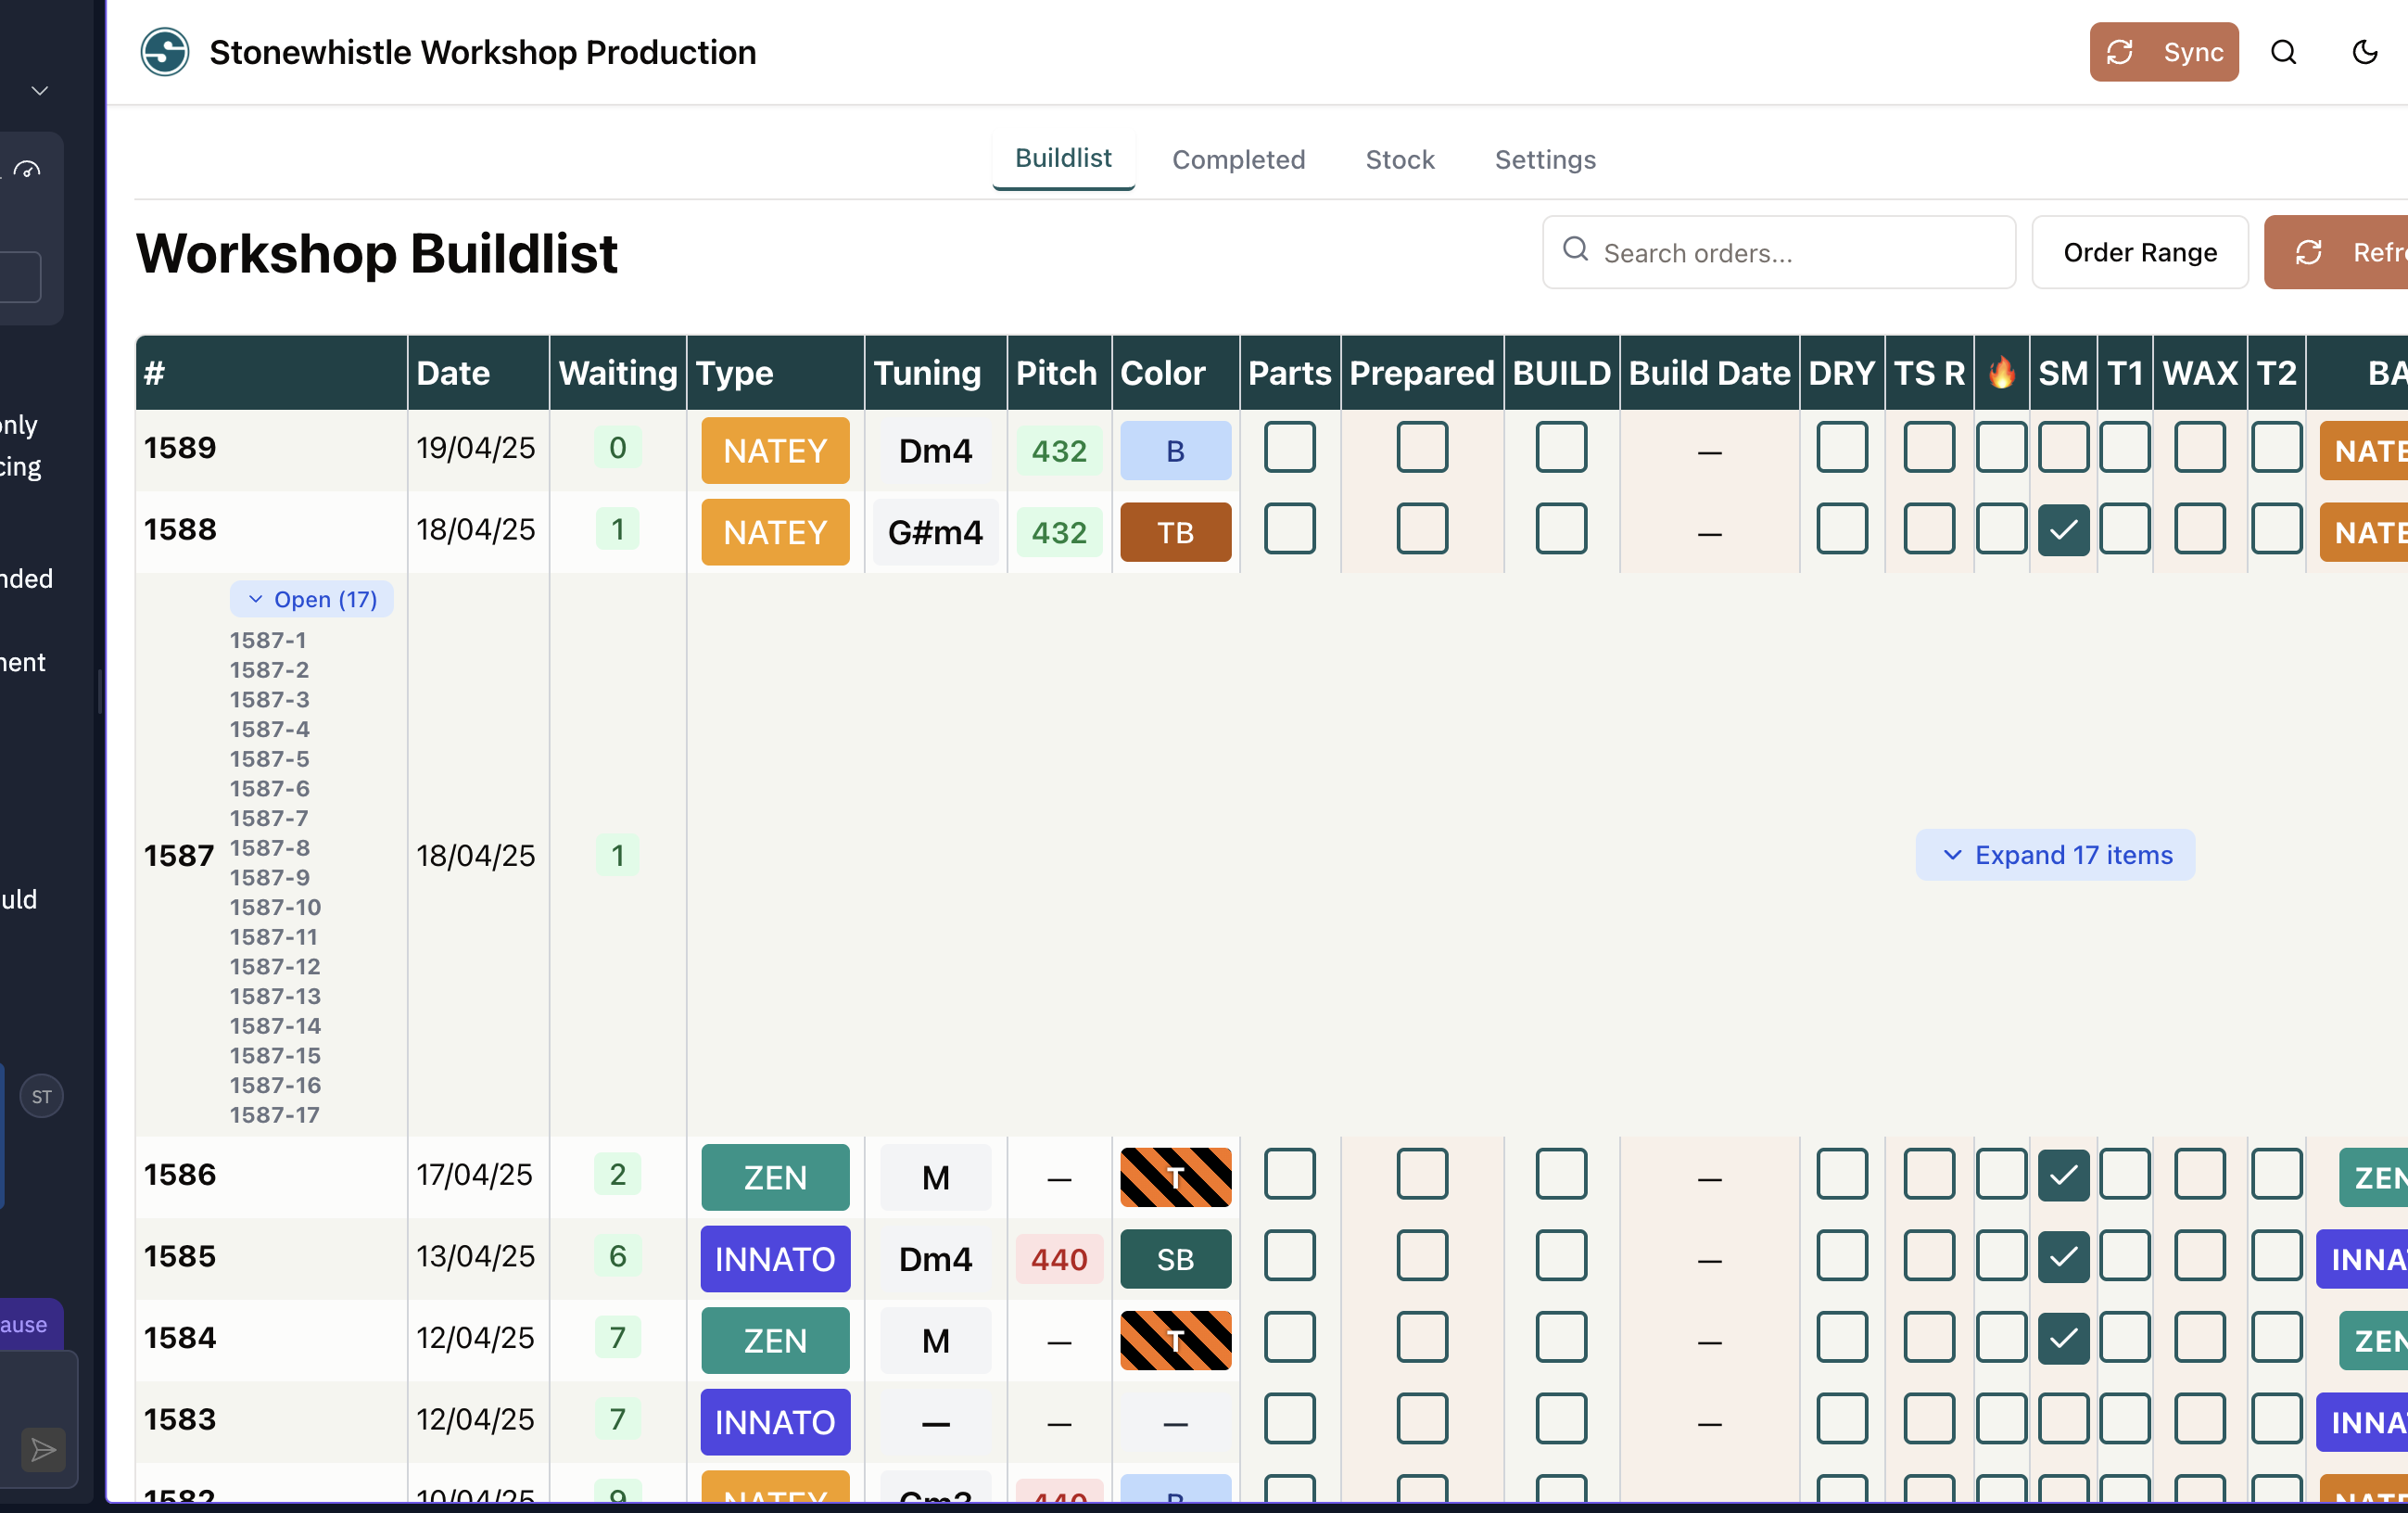 Stonewhistle Workshop Production
Sync
Buildlist Completed Stock Settings
Workshop Buildlist
Search orders...
Order Range
Refre
# Date Waiting Type Tuning Pitch Color Parts Prepared BUILD Build Date DRY TS R 🔥 SM T1 WAX T2 BA
1589 19/04/25 0 NATEY Dm4 432 B — NATE
1588 18/04/25 1 NATEY G#m4 432 TB — NATE
Open (17)
1587-1
1587-2
1587-3
1587-4
1587-5
1587-6
1587-7
1587 1587-8 18/04/25 1 Expand 17 items
1587-9
1587-10
1587-11
1587-12
1587-13
1587-14
1587-15
1587-16
1587-17
1586 17/04/25 2 ZEN M — T — ZEN
1585 13/04/25 6 INNATO Dm4 440 SB — INNA
1584 12/04/25 7 ZEN M — T — ZEN
1583 12/04/25 7 INNATO — — — — INNA
1582 10/04/25 9 NATEY Cm3 440 B NATE
only
cing
nded
nent
uld
ST
ause